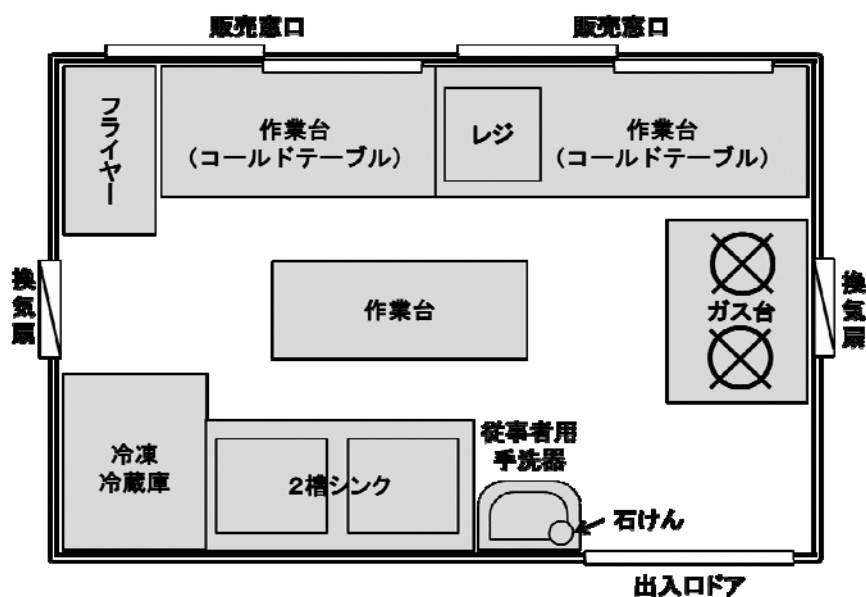 販売窓口
販売窓口
フライヤー
作業台
（コールドテーブル）
レジ
作業台
（コールドテーブル）
換気扇
作業台
ガス台
換気扇
冷凍
冷蔵庫
2槽シンク
従事者用
手洗器
石けん
出入口ドア